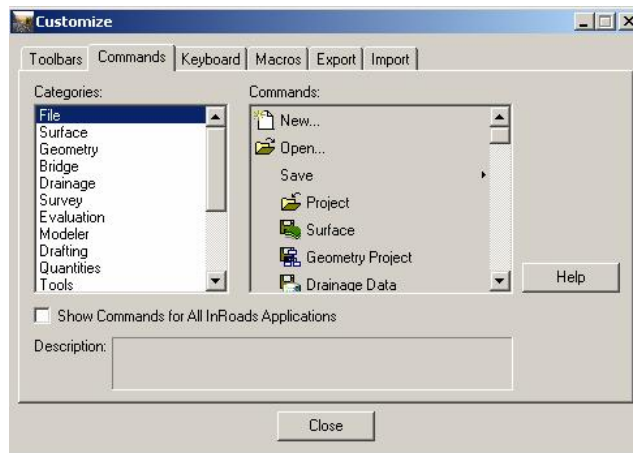 Customize
Toolbars Commands Keyboard Macros Export Import
Categories:
File
Surface
Geometry
Bridge
Drainage
Survey
Evaluation
Modeler
Drafting
Quantities
Tools
Commands:
New...
Open...
Save
Project
Surface
Geometry Project
Drainage Data
Help
Show Commands for All InRoads Applications
Description:
Close